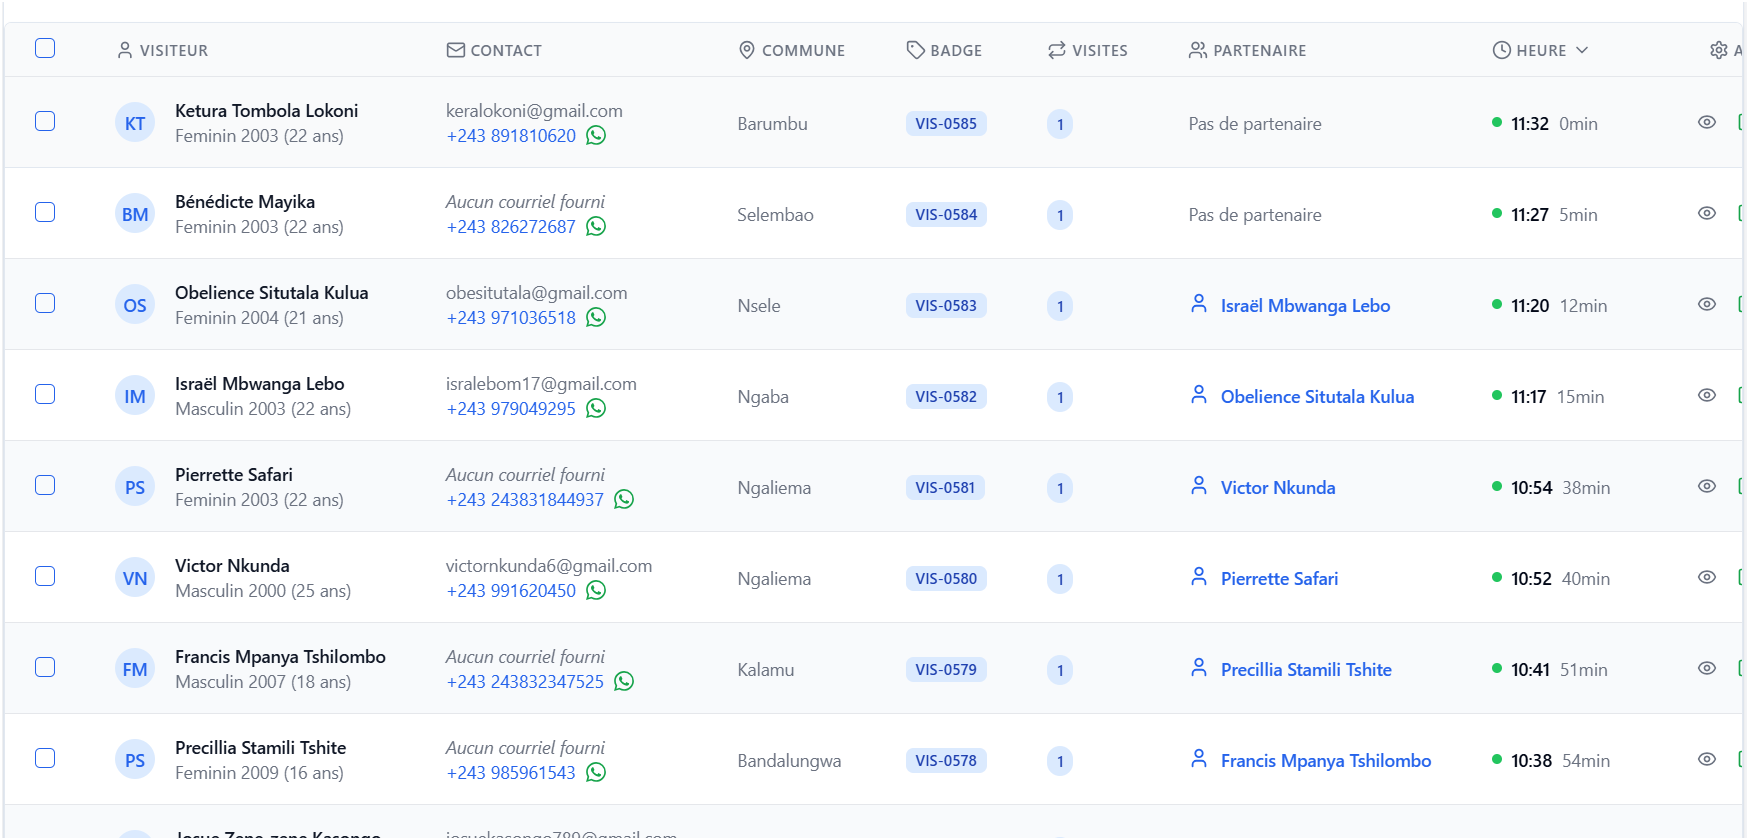 VISITEUR CONTACT COMMUNE BADGE VISITES PARTENAIRE HEURE A
KT Ketura Tombola Lokoni keralokoni@gmail.com
Feminin 2003 (22 ans) +243 891810620 Barumbu VIS-0585 1 Pas de partenaire 11:32 0min
BM Bénédicte Mayika Aucun courriel fourni
Feminin 2003 (22 ans) +243 826272687 Selembao VIS-0584 1 Pas de partenaire 11:27 5min
OS Obelience Situtala Kulua obesitutala@gmail.com
Feminin 2004 (21 ans) +243 971036518 Nsele VIS-0583 1 Israël Mbwanga Lebo 11:20 12min
IM Israël Mbwanga Lebo isralebom17@gmail.com
Masculin 2003 (22 ans) +243 979049295 Ngaba VIS-0582 1 Obelience Situtala Kulua 11:17 15min
PS Pierrette Safari Aucun courriel fourni
Feminin 2003 (22 ans) +243 243831844937 Ngaliema VIS-0581 1 Victor Nkunda 10:54 38min
VN Victor Nkunda victornkunda6@gmail.com
Masculin 2000 (25 ans) +243 991620450 Ngaliema VIS-0580 1 Pierrette Safari 10:52 40min
FM Francis Mpanya Tshilombo Aucun courriel fourni
Masculin 2007 (18 ans) +243 243832347525 Kalamu VIS-0579 1 Precillia Stamili Tshite 10:41 51min
PS Precillia Stamili Tshite Aucun courriel fourni
Feminin 2009 (16 ans) +243 985961543 Bandalungwa VIS-0578 1 Francis Mpanya Tshilombo 10:38 54min